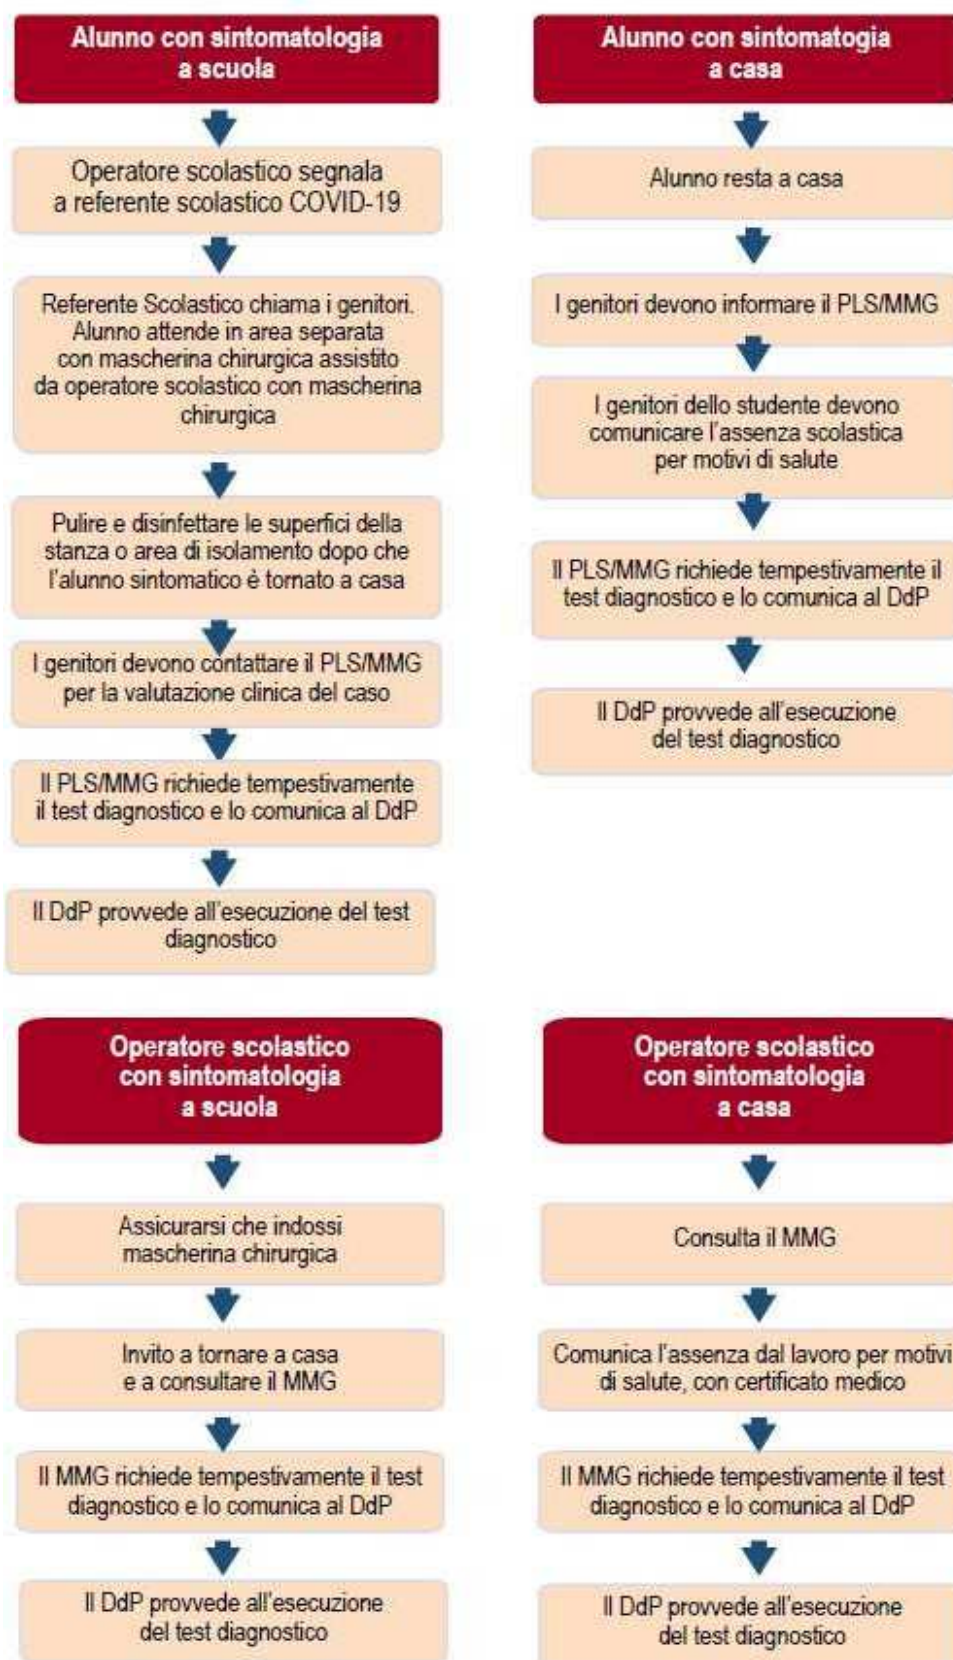 Alunno con sintomatologia
a scuola
Operatore scolastico segnala
a referente scolastico COVID-19
Referente Scolastico chiama i genitori.
Alunno attende in area separata
con mascherina chirurgica assistito
da operatore scolastico con mascherina
chirurgica
Pulire e disinfettare le superfici della
stanza o area di isolamento dopo che
l'alunno sintomatico è tornato a casa
I genitori devono contattare il PLS/MMG
per la valutazione clinica del caso
Il PLS/MMG richiede tempestivamente
il test diagnostico e lo comunica al DdP
Il DdP provvede all'esecuzione del test
diagnostico
Alunno con sintomatogia
a casa
Alunno resta a casa
I genitori devono informare il PLS/MMG
I genitori dello studente devono
comunicare l'assenza scolastica
per motivi di salute
Il PLS/MMG richiede tempestivamente il
test diagnostico e lo comunica al DdP
Il DdP provvede all'esecuzione
del test diagnostico
Operatore scolastico
con sintomatologia
a scuola
Assicurarsi che indossi
mascherina chirurgica
Invito a tornare a casa
e a consultare il MMG
Il MMG richiede tempestivamente il test
diagnostico e lo comunica al DdP
Il DdP provvede all'esecuzione
del test diagnostico
Operatore scolastico
con sintomatologia
a casa
Consulta il MMG
Comunica l'assenza dal lavoro per motivi
di salute, con certificato medico
Il MMG richiede tempestivamente il test
diagnostico e lo comunica al DdP
Il DdP provvede all'esecuzione
del test diagnostico